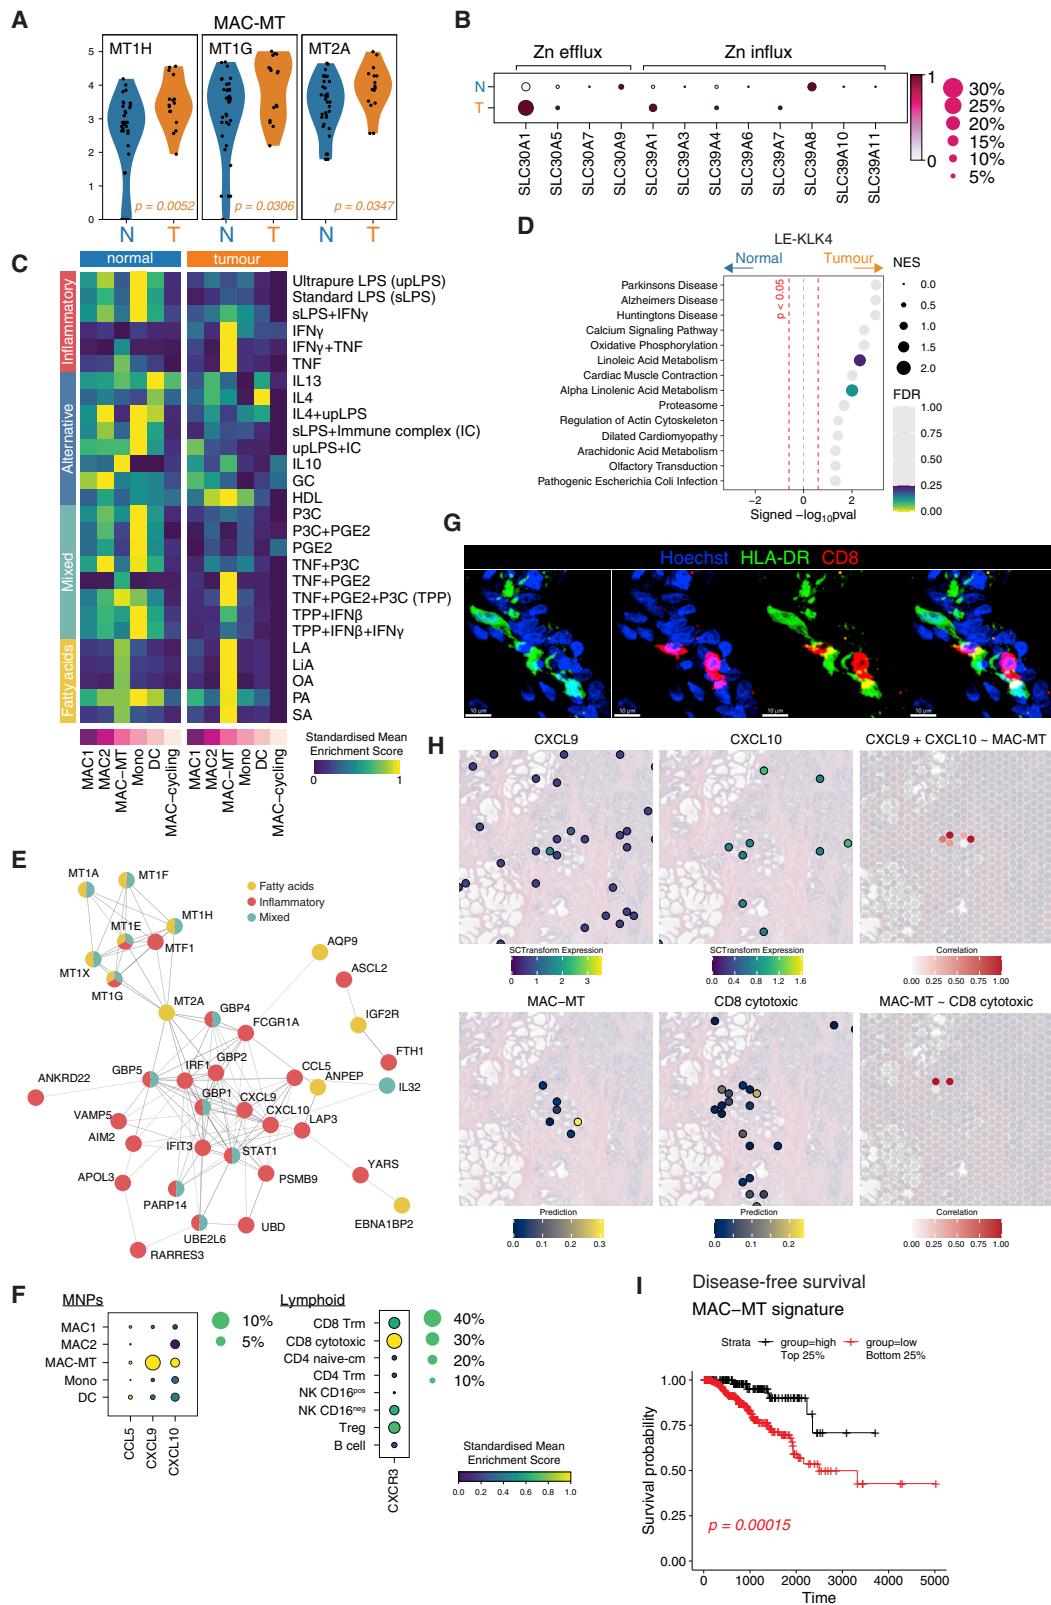 A
MAC-MT
MT1H
MT1G
MT2A
5
4
3
2
1
0
p = 0.0052
p = 0.0306
p = 0.0347
N T N T N T
B
Zn efflux
Zn influx
N
T
SLC30A1
SLC30A5
SLC30A7
SLC30A9
SLC39A1
SLC39A3
SLC39A4
SLC39A6
SLC39A7
SLC39A8
SLC39A10
SLC39A11
1
0
30%
25%
20%
15%
10%
5%
C
normal
tumour
Inflammatory
Alternative
Mixed
Fatty acids
Ultrapure LPS (upLPS)
Standard LPS (sLPS)
sLPS+IFNγ
IFNγ
IFNγ+TNF
TNF
IL13
IL4
IL4+upLPS
sLPS+Immune complex (IC)
upLPS+IC
IL10
GC
HDL
P3C
P3C+PGE2
PGE2
TNF+P3C
TNF+PGE2
TNF+PGE2+P3C (TPP)
TPP+IFNβ
TPP+IFNβ+IFNγ
LA
LiA
OA
PA
SA
MAC1
MAC2
MAC−MT
Mono
DC
MAC−cycling
MAC1
MAC2
MAC−MT
Mono
DC
MAC−cycling
Standardised Mean
Enrichment Score
0 1
D
LE-KLK4
Normal
Tumour
p < 0.05
Parkinsons Disease
Alzheimers Disease
Huntingtons Disease
Calcium Signaling Pathway
Oxidative Phosphorylation
Linoleic Acid Metabolism
Cardiac Muscle Contraction
Alpha Linolenic Acid Metabolism
Proteasome
Regulation of Actin Cytoskeleton
Dilated Cardiomyopathy
Arachidonic Acid Metabolism
Olfactory Transduction
Pathogenic Escherichia Coli Infection
−2 0 2
Signed −log10pval
NES
0.0
0.5
1.0
1.5
2.0
FDR
1.00
0.75
0.50
0.25
0.00
E
Fatty acids
Inflammatory
Mixed
MT1A
MT1F
MT1H
MT1E
MTF1
MT1X
MT1G
MT2A
AQP9
ASCL2
GBP4
FCGR1A
IGF2R
FTH1
GBP5
IRF1
GBP2
CCL5
ANPEP
IL32
ANKRD22
GBP1
CXCL9
CXCL10
LAP3
VAMP5
AIM2
IFIT3
STAT1
APOL3
PSMB9
YARS
PARP14
EBNA1BP2
UBE2L6
UBD
RARRES3
F
MNPs
MAC1
MAC2
MAC-MT
Mono
DC
CCL5
CXCL9
CXCL10
10%
5%
Lymphoid
CD8 Trm
CD8 cytotoxic
CD4 naive-cm
CD4 Trm
NK CD16pos
NK CD16neg
Treg
B cell
CXCR3
40%
30%
20%
10%
Standardised Mean
Enrichment Score
0.0 0.2 0.4 0.6 0.8 1.0
G
Hoechst HLA-DR CD8
10 µm
10 µm
10 µm
10 µm
H
CXCL9
CXCL10
CXCL9 + CXCL10 ~ MAC-MT
SCTransform Expression
0 1 2 3
SCTransform Expression
0.0 0.4 0.8 1.2 1.6
Correlation
0.00 0.25 0.50 0.75 1.00
MAC−MT
CD8 cytotoxic
MAC-MT ~ CD8 cytotoxic
Prediction
0.0 0.1 0.2 0.3
Prediction
0.0 0.1 0.2
Correlation
0.00 0.25 0.50 0.75 1.00
I
Disease-free survival
MAC−MT signature
Strata
group=high
Top 25%
group=low
Bottom 25%
Survival probability
1.00
0.75
0.50
0.25
0.00
p = 0.00015
0 1000 2000 3000 4000 5000
Time